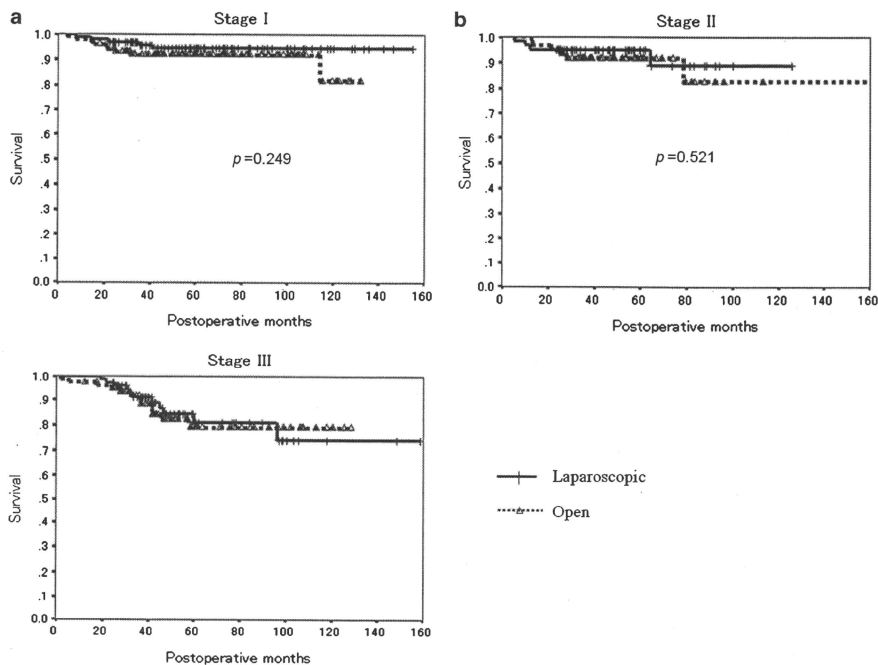 a
Stage I
1.0
.9
.8
.7
.6
.5
.4
.3
.2
.1
0.0
Survival
p=0.249
0 20 40 60 80 100 120 140 160
Postoperative months
b
Stage II
1.0
.9
.8
.7
.6
.5
.4
.3
.2
.1
0.0
Survival
p=0.521
0 20 40 60 80 100 120 140 160
Postoperative months
Stage III
1.0
.9
.8
.7
.6
.5
.4
.3
.2
.1
0.0
Survival
0 20 40 60 80 100 120 140 160
Postoperative months
Laparoscopic
Open